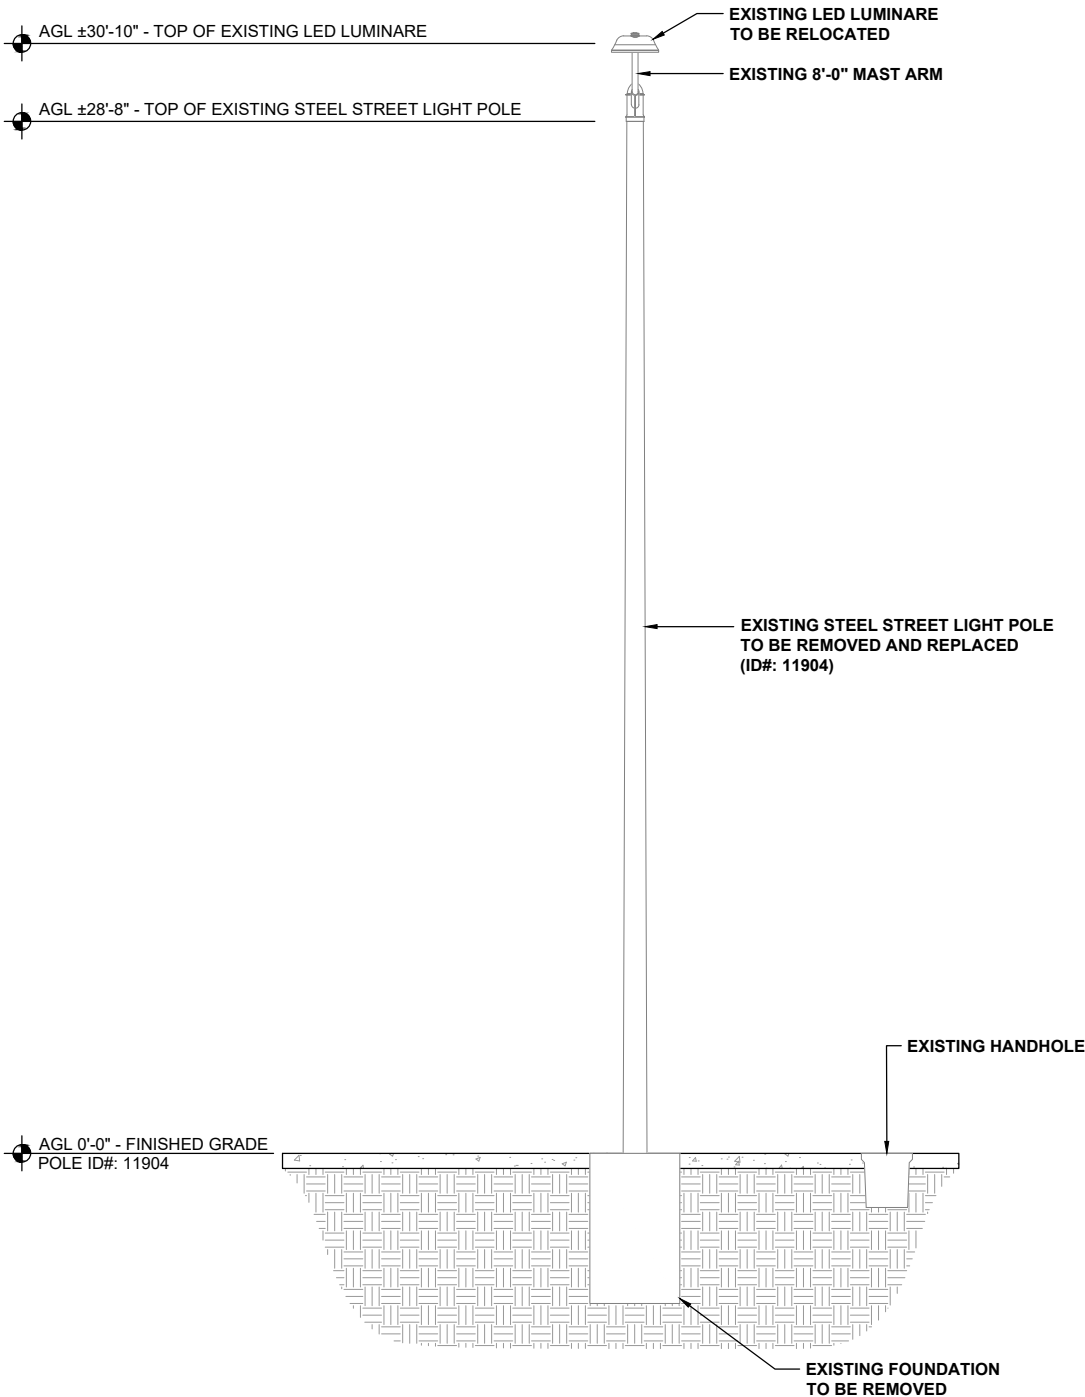 AGL ±30'-10" - TOP OF EXISTING LED LUMINARE
EXISTING LED LUMINARE
TO BE RELOCATED
EXISTING 8'-0" MAST ARM
AGL ±28'-8" - TOP OF EXISTING STEEL STREET LIGHT POLE
EXISTING STEEL STREET LIGHT POLE
TO BE REMOVED AND REPLACED
(ID#: 11904)
EXISTING HANDHOLE
AGL 0'-0" - FINISHED GRADE
POLE ID#: 11904
EXISTING FOUNDATION
TO BE REMOVED